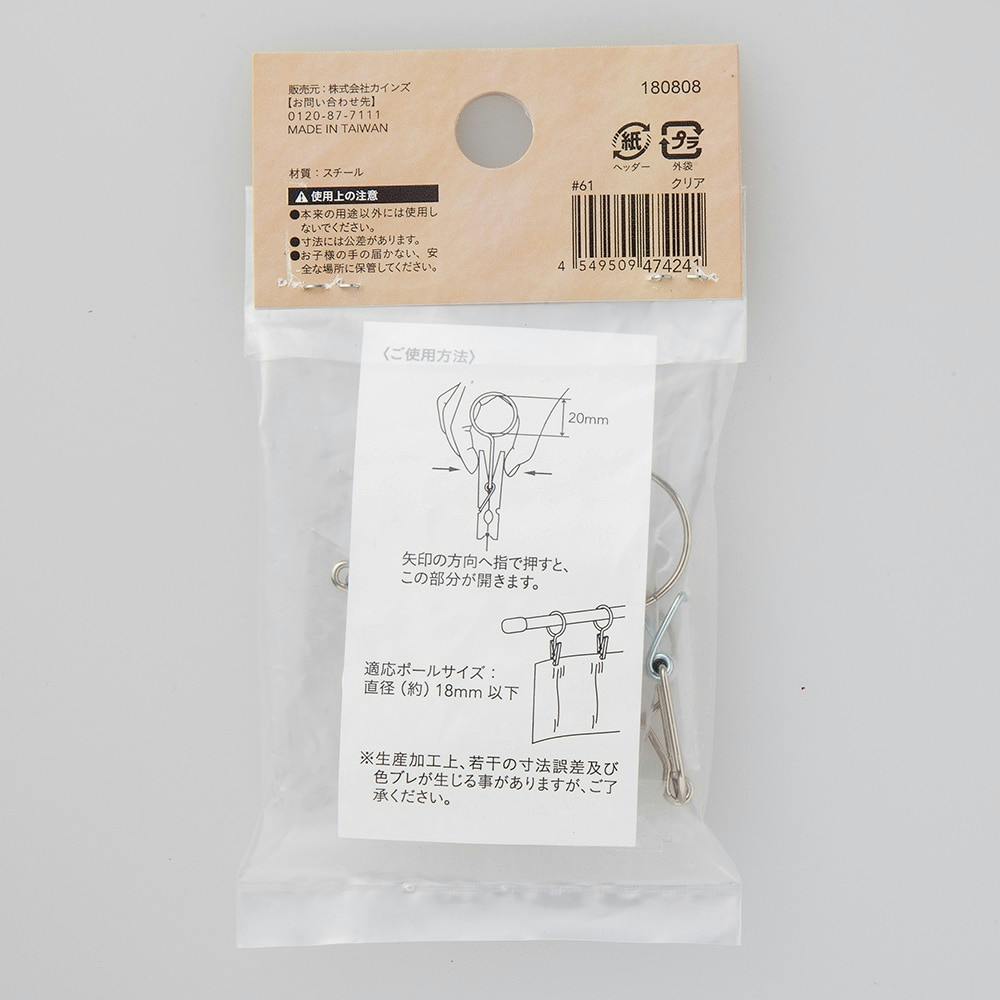 販売元：株式会社カインズ
【お問い合わせ先】
0120-87-7111
MADE IN TAIWAN
材質：スチール
使用上の注意
●本来の用途以外には使用し
ないでください。
●寸法には公差があります。
●お子様の手の届かない、安
全な場所に保管してください。
180808
紙
ヘッダー
プラ
外袋
#61 クリア
4 549509 474241
〈ご使用方法〉
20mm
矢印の方向へ指で押すと、
この部分が開きます。
適応ポールサイズ：
直径（約）18mm 以下
※生産加工上、若干の寸法誤差及び
色ブレが生じる事がありますが、ご了
承ください。